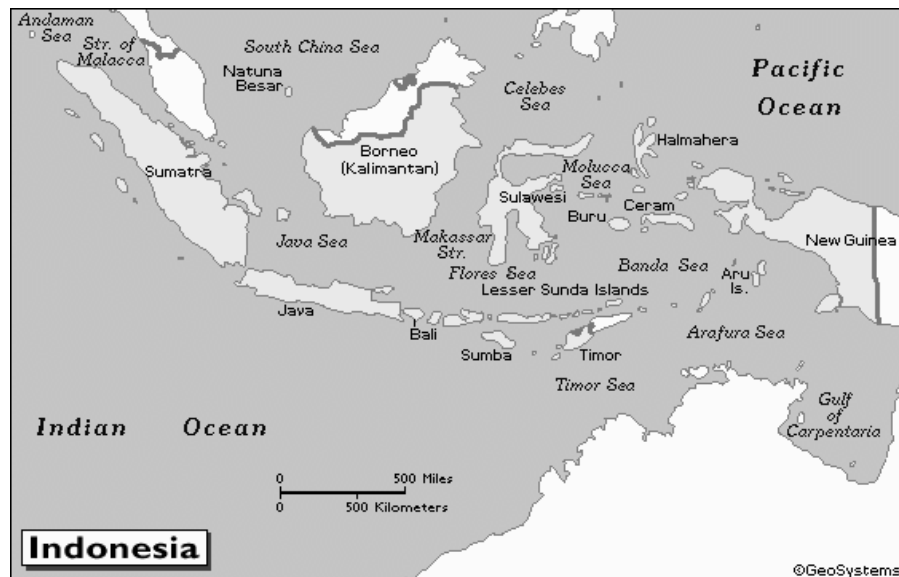 Andaman
Sea
Str. of
Malacca
South China Sea
Natuna
Besar
Celebes
Sea
Pacific
Ocean
Halmahera
Borneo
(Kalimantan)
Sumatra
Molucca
Sea
Sulawesi
Ceram
Buru
Java Sea
Makassar
Str.
New Guinea
Flores Sea
Banda Sea
Aru
Is.
Lesser Sunda Islands
Java
Bali
Sumba
Timor
Arafura Sea
Timor Sea
Gulf
of
Carpentaria
Indian Ocean
0 500 Miles
0 500 Kilometers
Indonesia
©GeoSystems